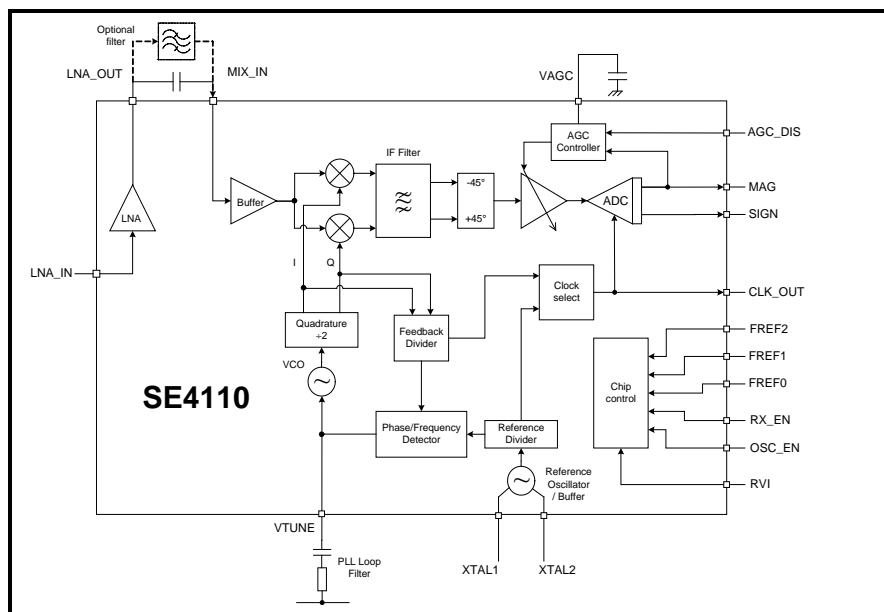 Optional
filter
LNA_OUT
MIX_IN
VAGC
AGC
Controller
AGC_DIS
IF Filter
-45°
+45°
MAG
Buffer
ADC
SIGN
LNA
LNA_IN
I
Q
Clock
select
CLK_OUT
Quadrature
÷2
Feedback
Divider
FREF2
VCO
FREF1
Chip
control
FREF0
SE4110
Phase/Frequency
Detector
Reference
Divider
RX_EN
OSC_EN
Reference
Oscillator
/ Buffer
RVI
VTUNE
PLL Loop
Filter
XTAL1
XTAL2